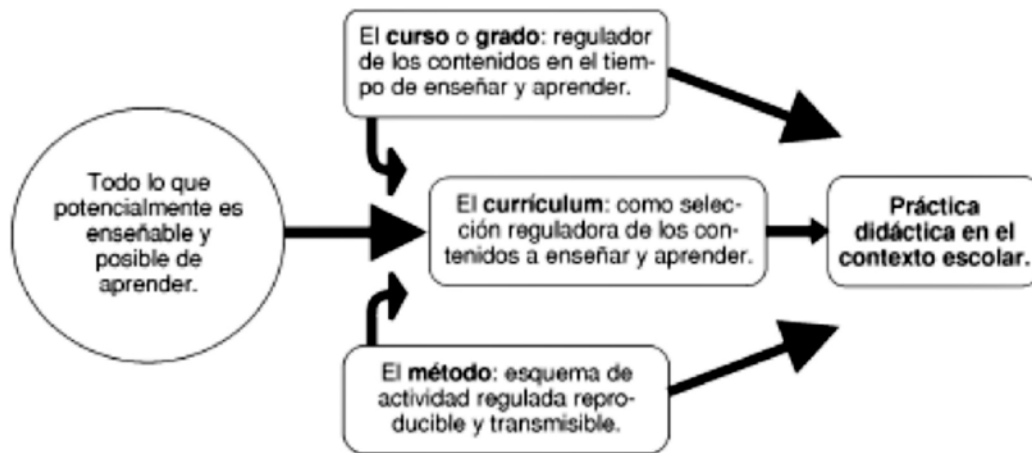 El curso o grado: regulador
de los contenidos en el tiem-
po de enseñar y aprender.
Todo lo que
potencialmente es
enseñable y
posible de
aprender.
El currículum: como selec-
ción reguladora de los con-
tenidos a enseñar y aprender.
Práctica
didáctica en el
contexto escolar.
El método: esquema de
actividad regulada repro-
ducible y transmisible.